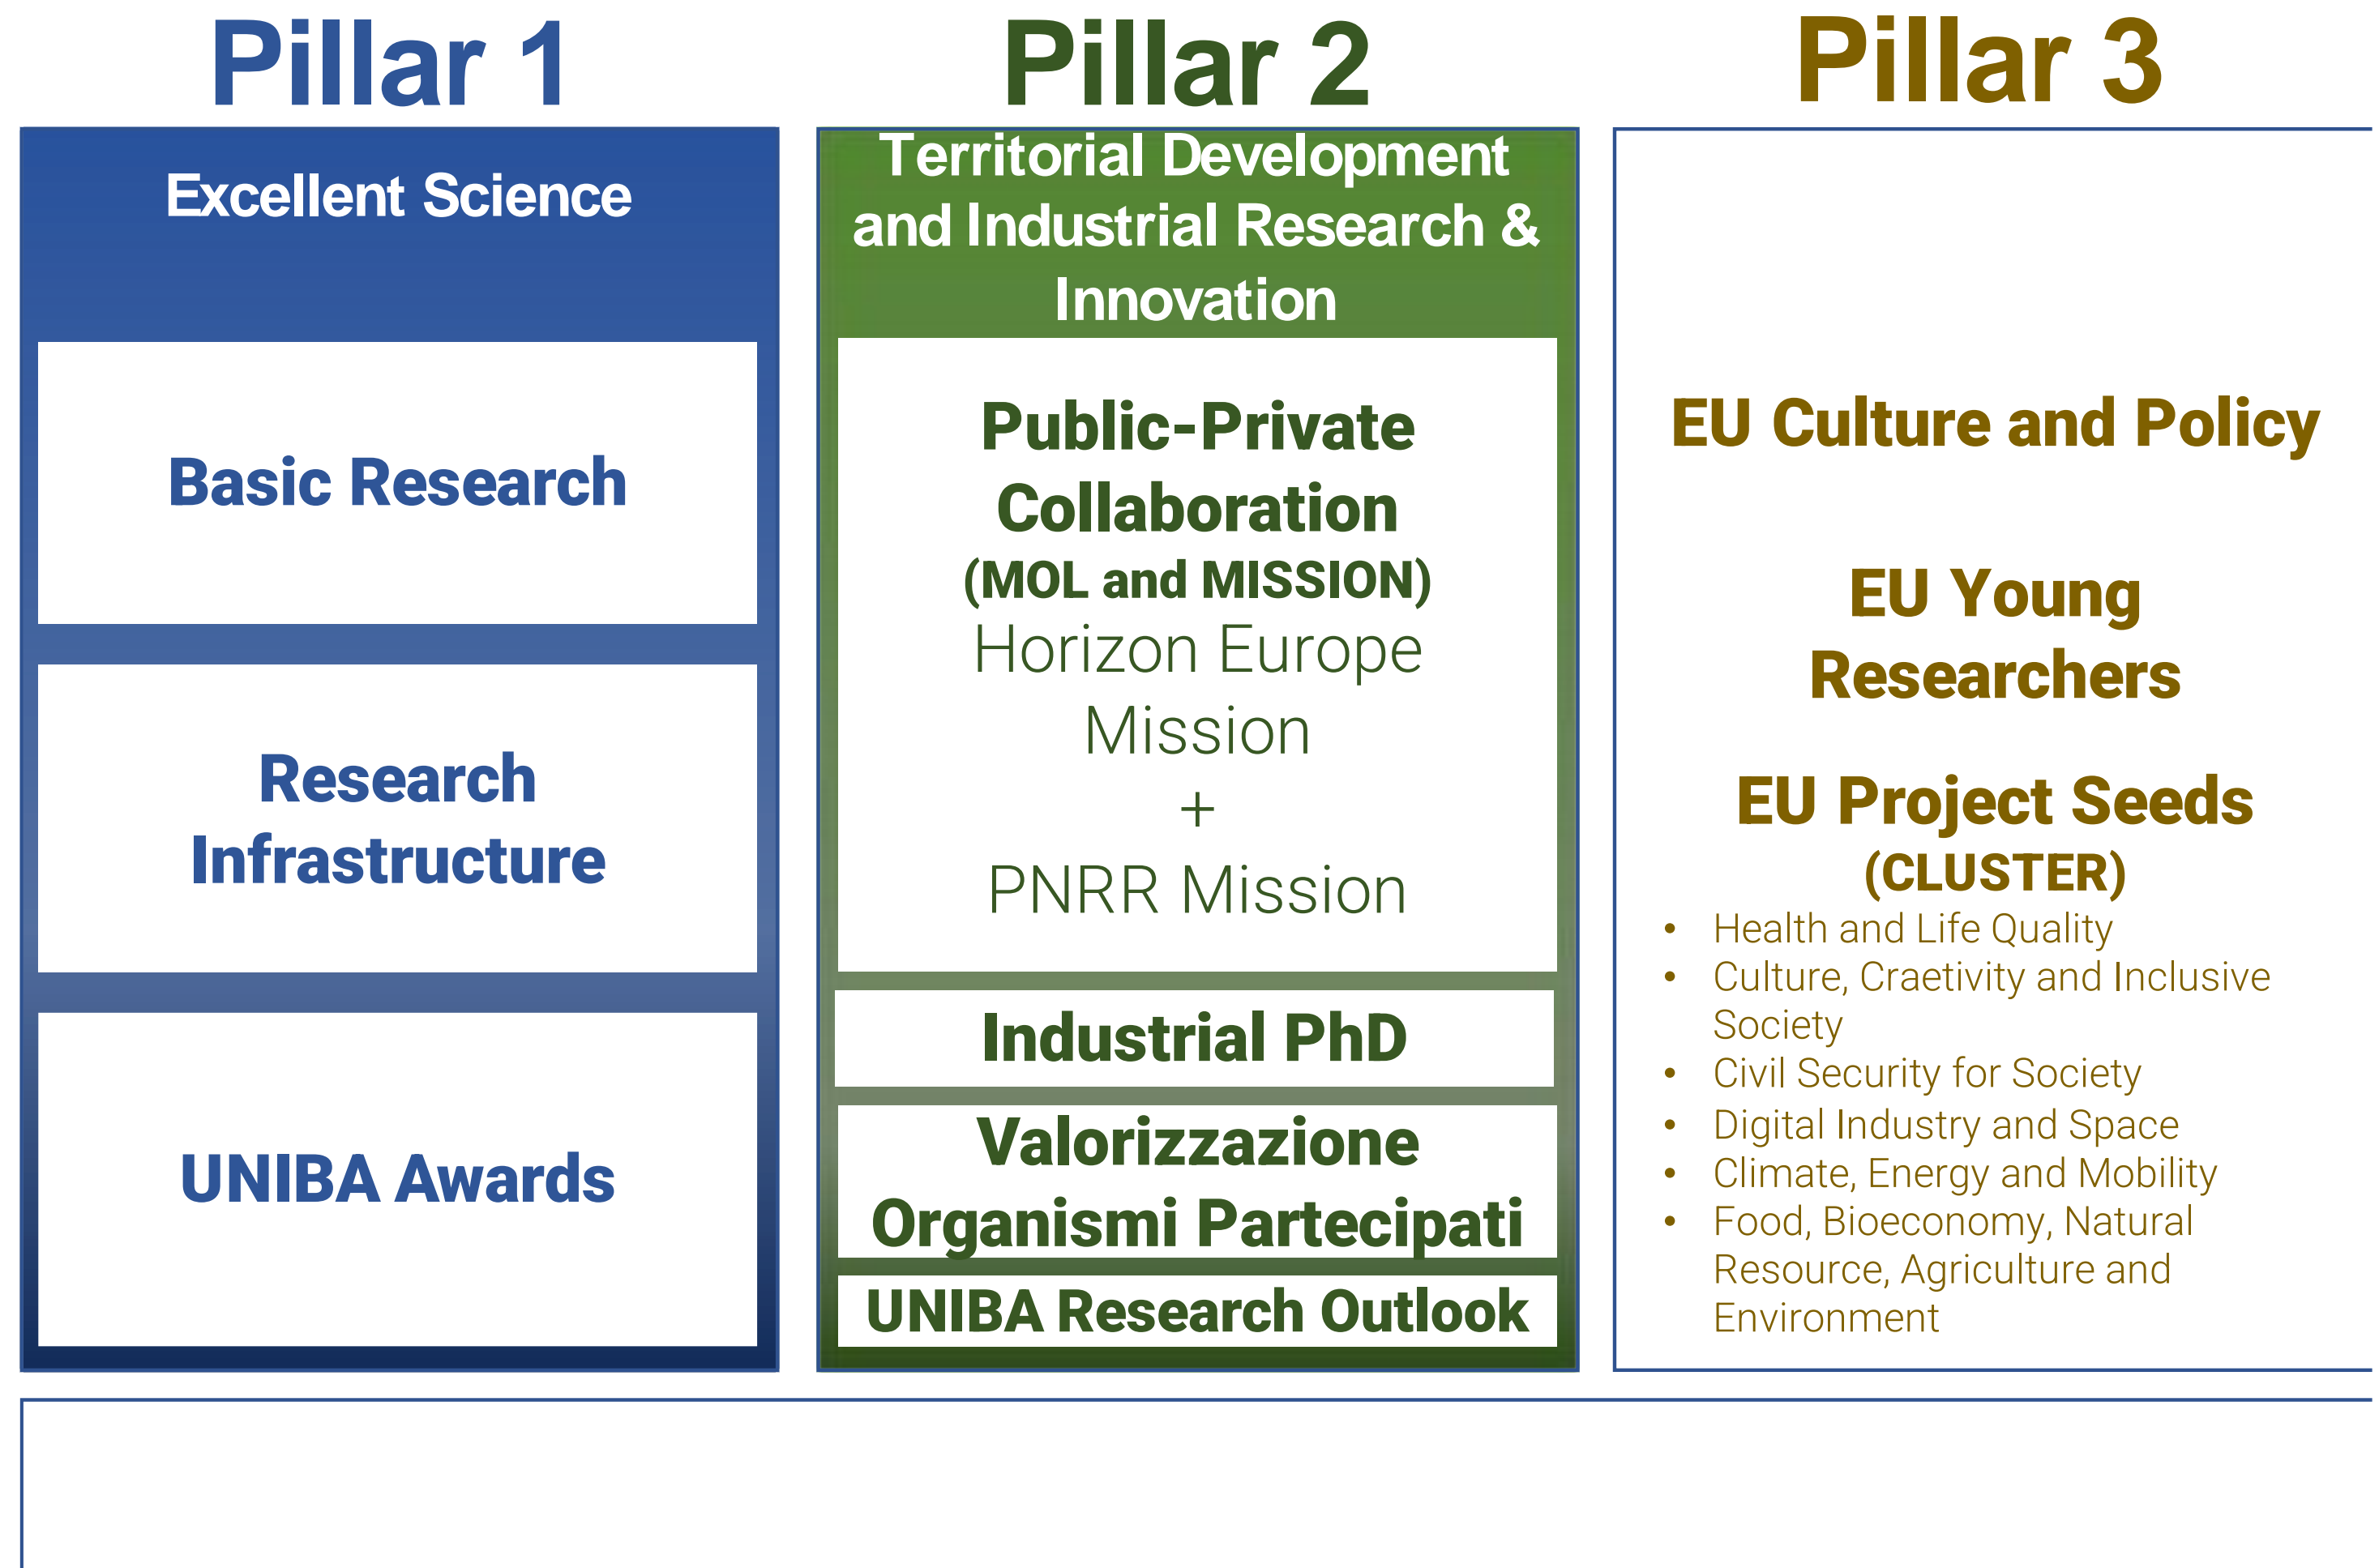 Pillar 1
Excellent Science
Basic Research
Research
Infrastructure
UNIBA Awards
Pillar 2
Territorial Development
and Industrial Research &
Innovation
Public-Private
Collaboration
(MOL and MISSION)
Horizon Europe
Mission
+
PNRR Mission
Industrial PhD
Valorizzazione
Organismi Partecipati
UNIBA Research Outlook
Pillar 3
EU Culture and Policy
EU Young
Researchers
EU Project Seeds
(CLUSTER)
• Health and Life Quality
• Culture, Craetivity and Inclusive
Society
• Civil Security for Society
• Digital Industry and Space
• Climate, Energy and Mobility
• Food, Bioeconomy, Natural
Resource, Agriculture and
Environment